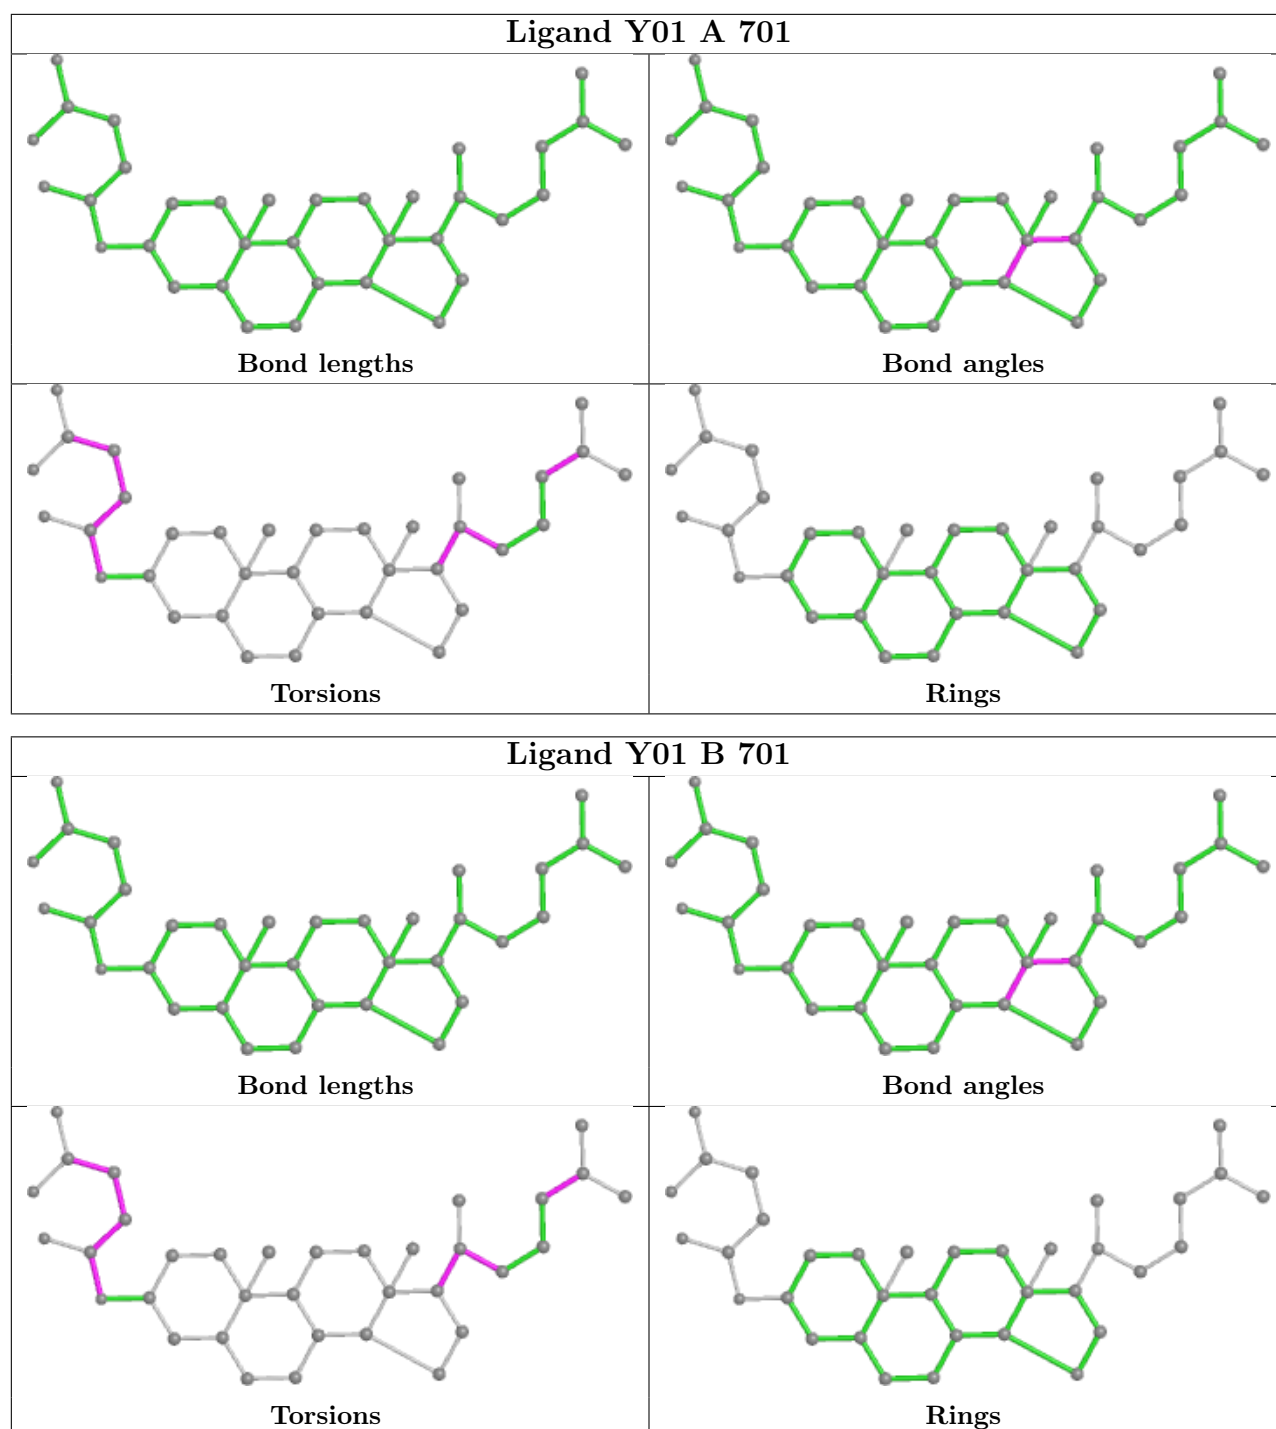 Ligand Y01 A 701
Bond lengths
Bond angles
Torsions
Rings
Ligand Y01 B 701
Bond lengths
Bond angles
Torsions
Rings